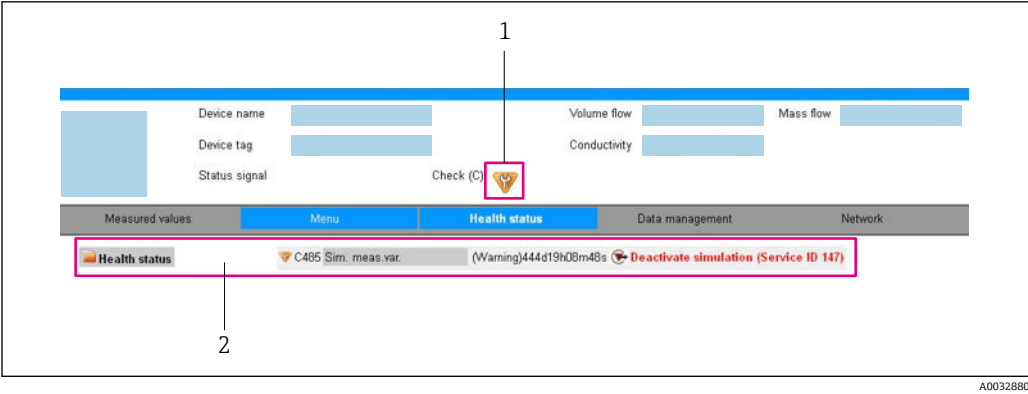 1
Device name
Volume flow
Mass flow
Device tag
Conductivity
Status signal
Check (C)
Measured values
Menu
Health status
Data management
Network
Health status
C485 Sim. meas.var.
(Warning)444d19h08m48s
Deactivate simulation (Service ID 147)
2
A0032880